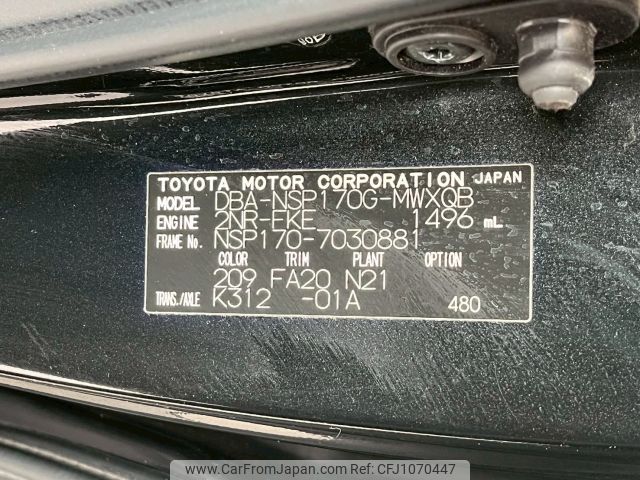 TOYOTA MOTOR CORPORATION JAPAN
MODEL DBA-NSP170G-MWXQB
ENGINE 2NR-FKE 1496 mL
FRAME No. NSP170-7030881
COLOR TRIM PLANT OPTION
209 FA20 N21
TRANS./AXLE K312 -01A 480
www.CarFromJapan.com Ref No.CFJ1070447